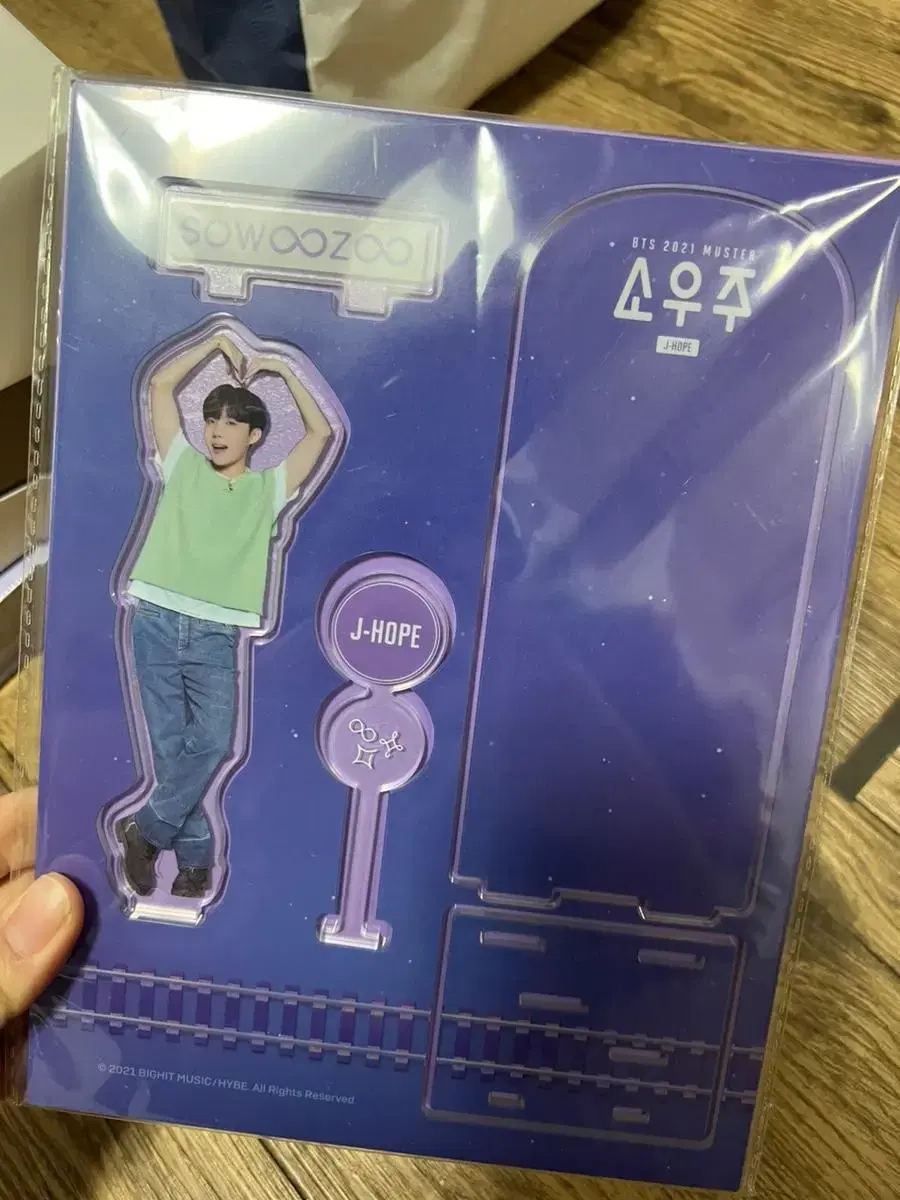 SOWOOZOO
BTS 2021 MUSTER
소우주
J-HOPE
J-HOPE
© 2021 BIGHIT MUSIC/HYBE. All Rights Reserved